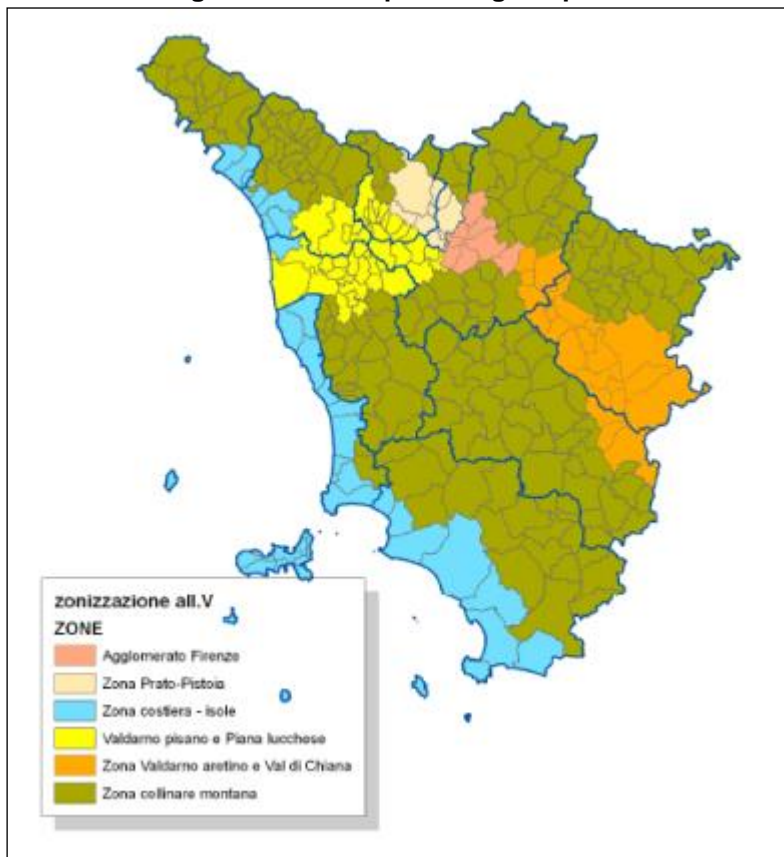 zonizzazione all.V
ZONE
Agglomerato Firenze
Zona Prato-Pistoia
Zona costiera - isole
Valdarno pisano e Piana lucchese
Zona Valdarno aretino e Val di Chiana
Zona collinare montana